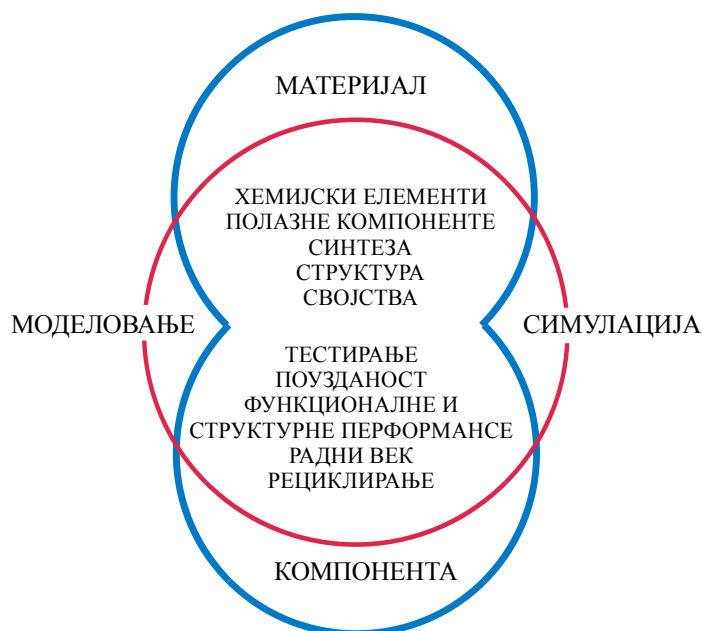 МАТЕРИЈАЛ
ХЕМИЈСКИ ЕЛЕМЕНТИ
ПОЛАЗНЕ КОМПОНЕНТЕ
СИНТЕЗА
СТРУКТУРА
СВОЈСТВА
МОДЕЛОВАЊЕ
СИМУЛАЦИЈА
ТЕСТИРАЊЕ
ПОУЗДАНОСТ
ФУНКЦИОНАЛНЕ И
СТРУКТУРНЕ ПЕРФОРМАНСЕ
РАДНИ ВЕК
РЕЦИКЛИРАЊЕ
КОМПОНЕНТА